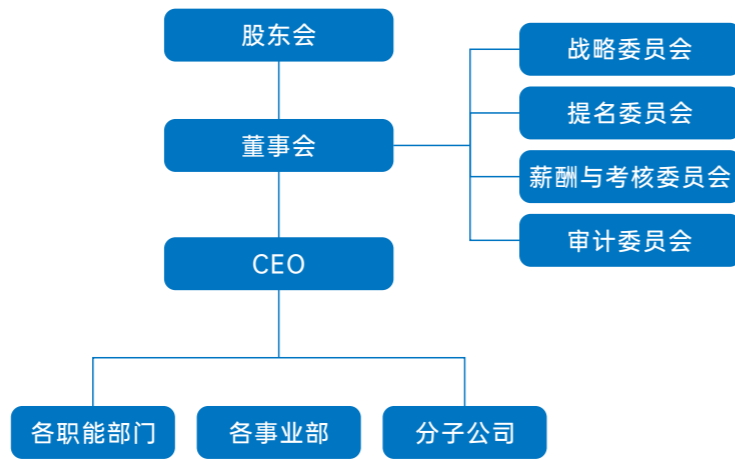 股东会
董事会
CEO
战略委员会
提名委员会
薪酬与考核委员会
审计委员会
各职能部门
各事业部
分子公司